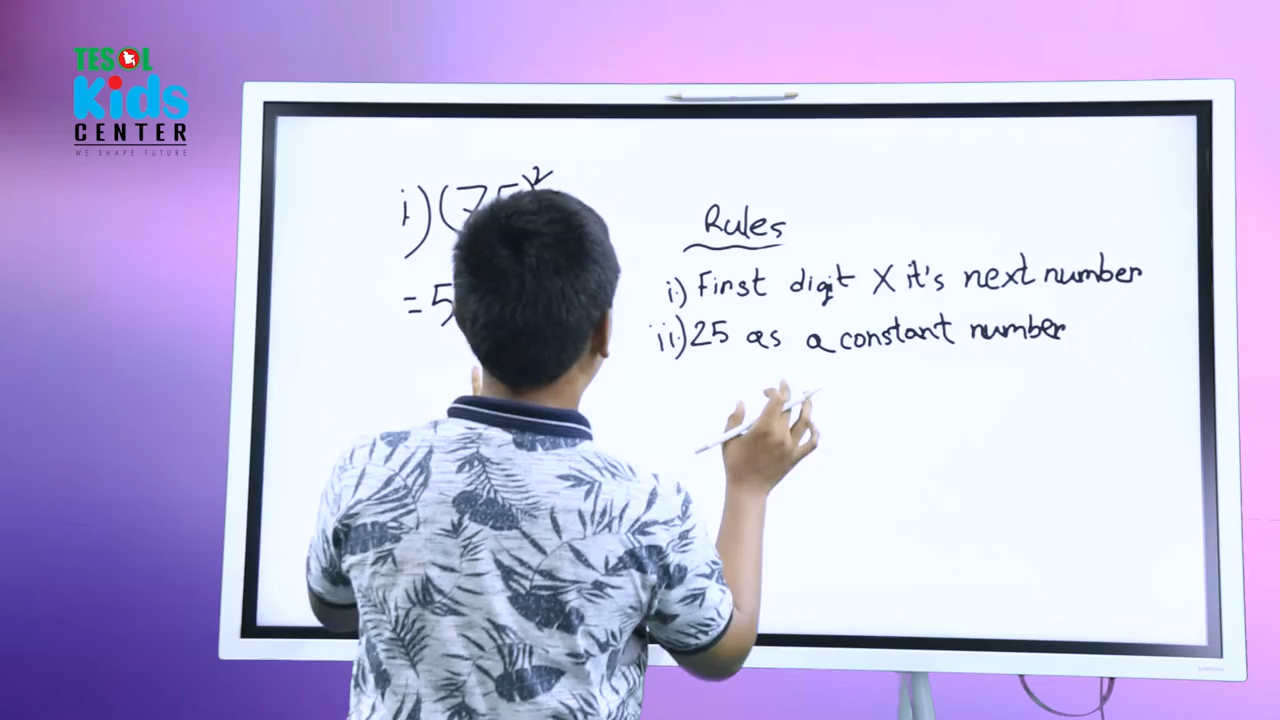 TESOL
Kids
CENTER
WE SHAPE FUTURE
i) (75)²
= 5
Rules
i) First digit X it's next number
ii) 25 as a constant number
SAMSUNG